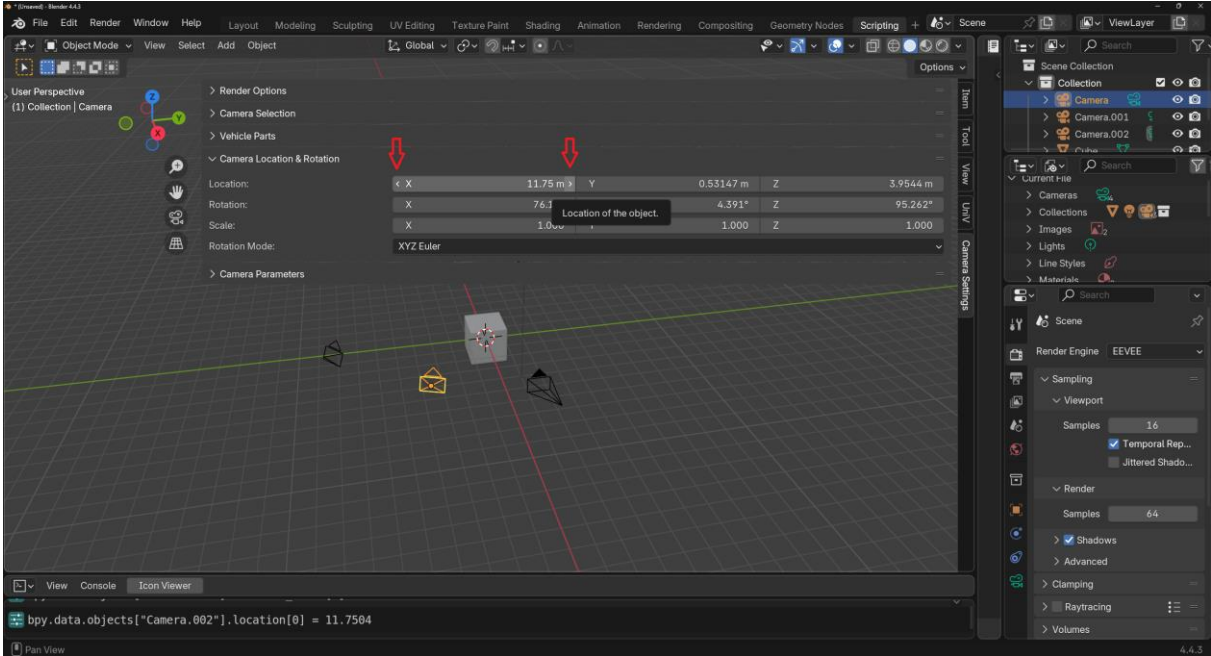 * (Unsaved) - Blender 4.4.3
File Edit Render Window Help Layout Modeling Sculpting UV Editing Texture Paint Shading Animation Rendering Compositing Geometry Nodes Scripting + Scene ViewLayer
Object Mode View Select Add Object Global Search
Options
User Perspective
(1) Collection | Camera
Z
Y
X
> Render Options
> Camera Selection
> Vehicle Parts
Camera Location & Rotation
Location: X 11.75 m Y 0.53147 m Z 3.9544 m
Rotation: X 76.1 4.391° Z 95.262°
Location of the object.
Scale: X 1.000 1.000 Z 1.000
Rotation Mode: XYZ Euler
> Camera Parameters
Item
Tool
View
UniV
Camera Settings
Scene Collection
Collection
Camera
Camera.001
Camera.002
Cube
Search
Current File
Cameras
Collections
Images 2
Lights
Line Styles
Materials
Search
Scene
Render Engine EEVEE
Sampling
Viewport
Samples 16
Temporal Rep...
Jittered Shado...
Render
Samples 64
Shadows
Advanced
Clamping
Raytracing
Volumes
View Console Icon Viewer
bpy.data.objects["Camera.002"].location[0] = 11.7504
Pan View 4.4.3